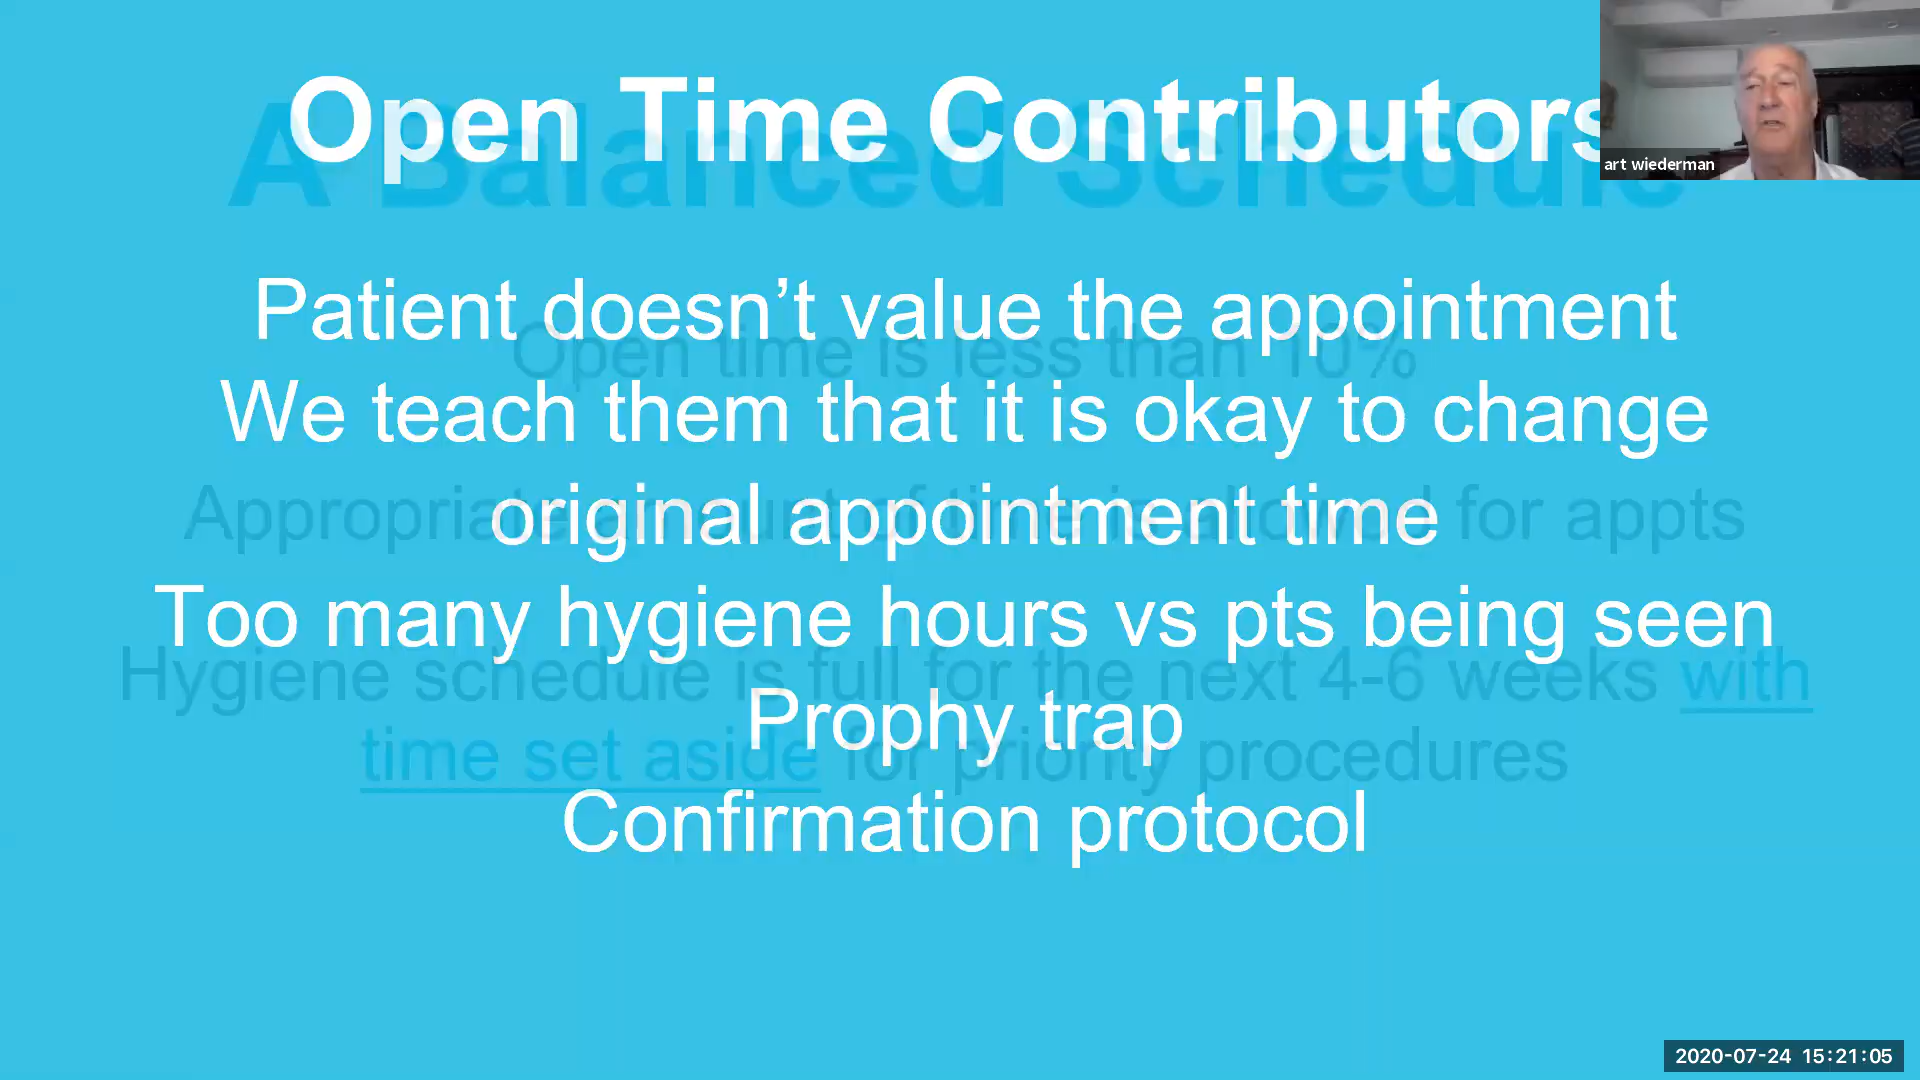 Open Time Contributors
A Balanced Schedule
art wiederman
Patient doesn’t value the appointment
Open time is less than 10%
We teach them that it is okay to change
original appointment time
Appropriate amount of time is allowed for appts
Too many hygiene hours vs pts being seen
Hygiene schedule is full for the next 4-6 weeks with
Prophy trap
time set aside for priority procedures
Confirmation protocol
2020-07-24 15:21:05